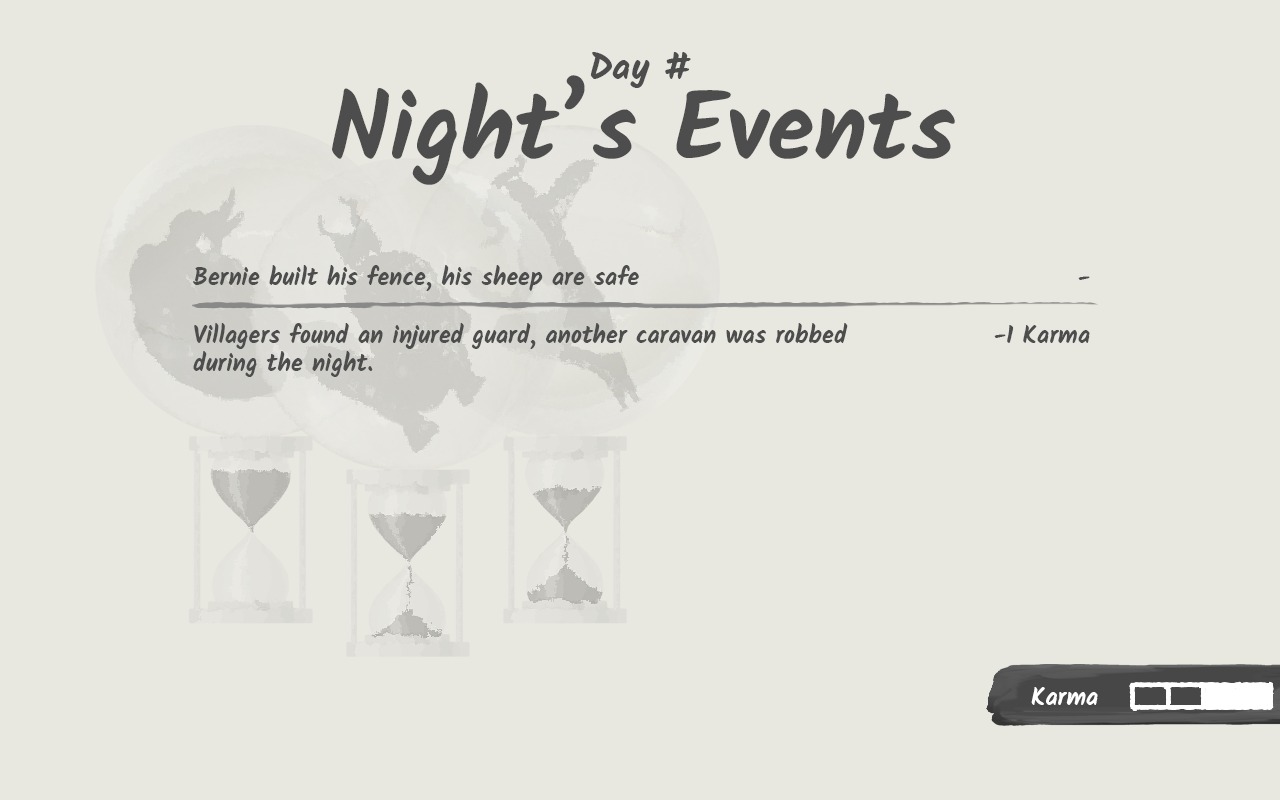 Day #
Night’s Events
Bernie built his fence, his sheep are safe -
Villagers found an injured guard, another caravan was robbed -1 Karma
during the night.
Karma